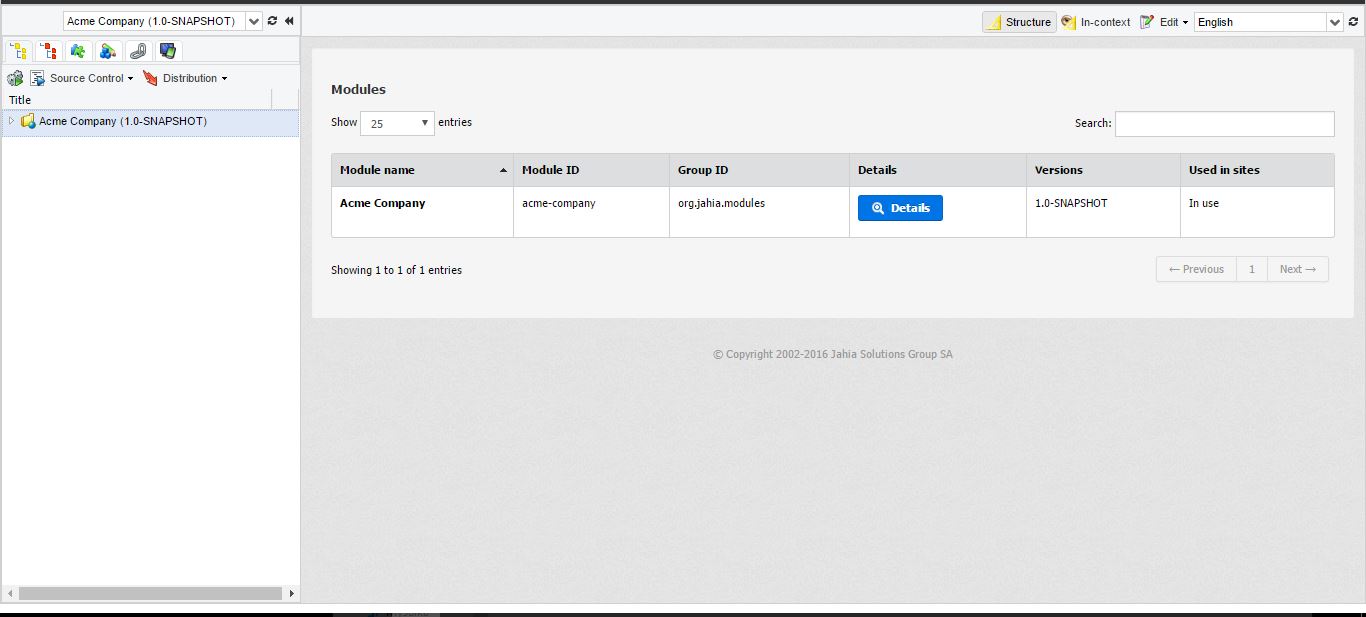 Acme Company (1.0-SNAPSHOT)
Structure In-context Edit English
Source Control Distribution
Title
Acme Company (1.0-SNAPSHOT)
Modules
Show 25 entries
Search:
Module name Module ID Group ID Details Versions Used in sites
Acme Company acme-company org.jahia.modules Details 1.0-SNAPSHOT In use
Showing 1 to 1 of 1 entries
← Previous 1 Next →
© Copyright 2002-2016 Jahia Solutions Group SA